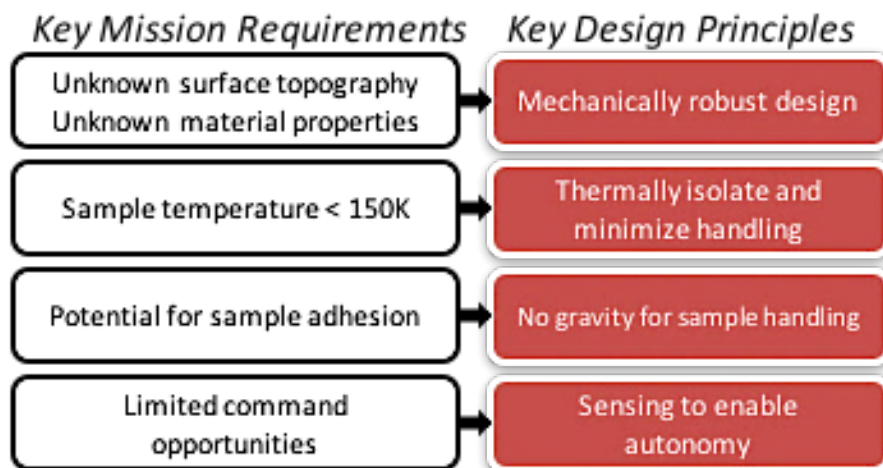 Key Mission Requirements
Key Design Principles
Unknown surface topography
Unknown material properties
Mechanically robust design
Sample temperature < 150K
Thermally isolate and
minimize handling
Potential for sample adhesion
No gravity for sample handling
Limited command
opportunities
Sensing to enable
autonomy